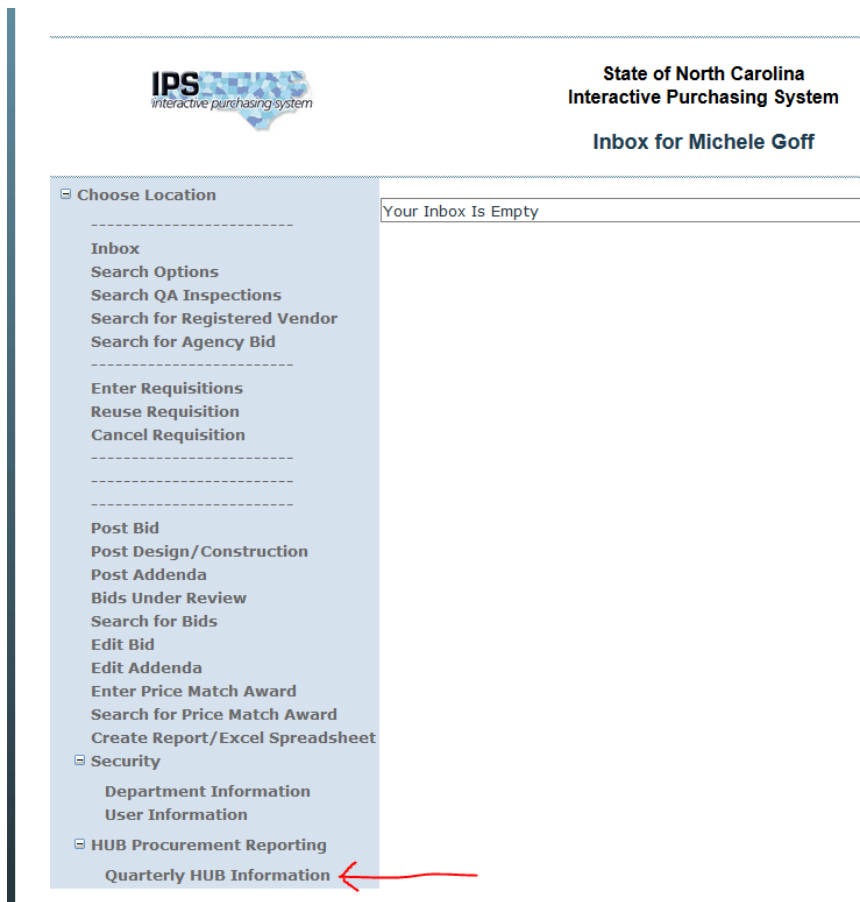 IPS
interactive purchasing system
State of North Carolina
Interactive Purchasing System
Inbox for Michele Goff
Choose Location
-------------------------
Your Inbox Is Empty
Inbox
Search Options
Search QA Inspections
Search for Registered Vendor
Search for Agency Bid
-------------------------
Enter Requisitions
Reuse Requisition
Cancel Requisition
-------------------------
-------------------------
-------------------------
Post Bid
Post Design/Construction
Post Addenda
Bids Under Review
Search for Bids
Edit Bid
Edit Addenda
Enter Price Match Award
Search for Price Match Award
Create Report/Excel Spreadsheet
Security
Department Information
User Information
HUB Procurement Reporting
Quarterly HUB Information